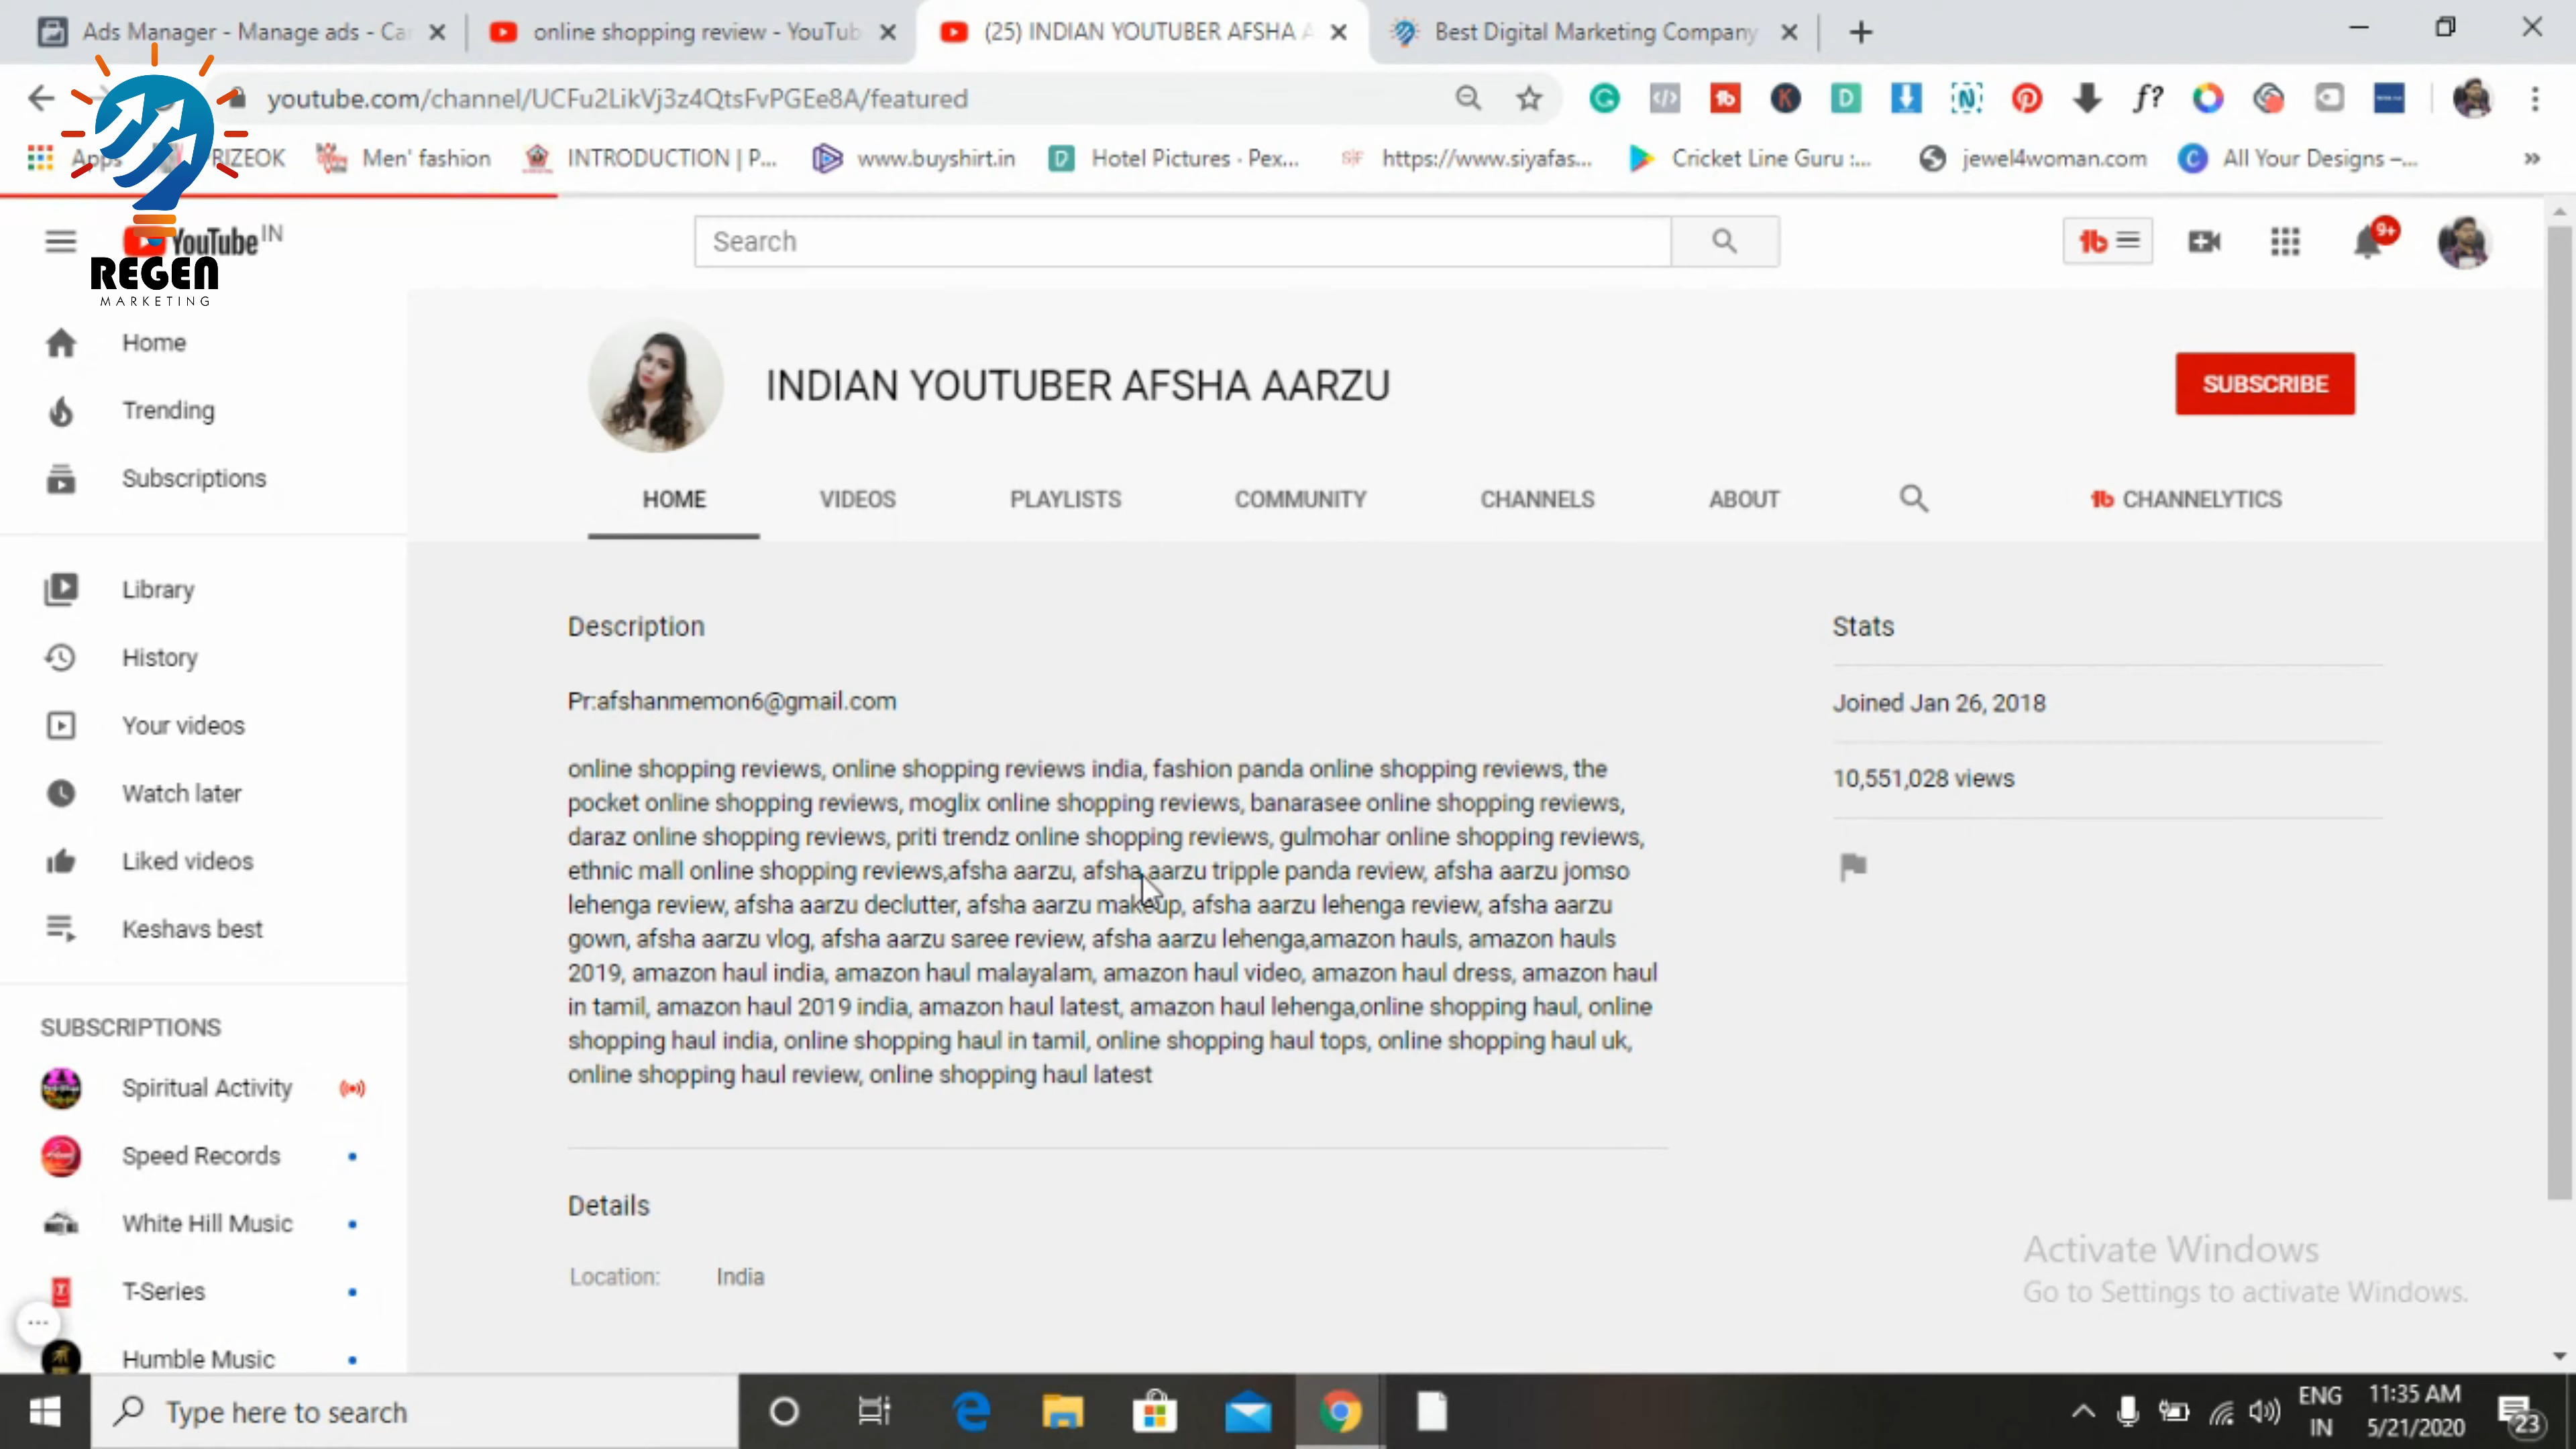 Ads Manager - Manage ads - Ca
online shopping review - YouTub
(25) INDIAN YOUTUBER AFSHA A
Best Digital Marketing Company
youtube.com/channel/UCFu2LikVj3z4QtsFvPGEe8A/featured
Apps
RIZEOK
Men' fashion
INTRODUCTION | P...
www.buyshirt.in
Hotel Pictures · Pex...
https://www.siyafas...
Cricket Line Guru :...
jewel4woman.com
All Your Designs –...
YouTube IN
REGEN
MARKETING
Search
9+
Home
Trending
Subscriptions
Library
History
Your videos
Watch later
Liked videos
Keshavs best
SUBSCRIPTIONS
Spiritual Activity
Speed Records
White Hill Music
T-Series
Humble Music
INDIAN YOUTUBER AFSHA AARZU
SUBSCRIBE
HOME
VIDEOS
PLAYLISTS
COMMUNITY
CHANNELS
ABOUT
CHANNELYTICS
Description
Pr:afshanmemon6@gmail.com
online shopping reviews, online shopping reviews india, fashion panda online shopping reviews, the
pocket online shopping reviews, moglix online shopping reviews, banarasee online shopping reviews,
daraz online shopping reviews, priti trendz online shopping reviews, gulmohar online shopping reviews,
ethnic mall online shopping reviews,afsha aarzu, afsha aarzu tripple panda review, afsha aarzu jomso
lehenga review, afsha aarzu declutter, afsha aarzu makeup, afsha aarzu lehenga review, afsha aarzu
gown, afsha aarzu vlog, afsha aarzu saree review, afsha aarzu lehenga,amazon hauls, amazon hauls
2019, amazon haul india, amazon haul malayalam, amazon haul video, amazon haul dress, amazon haul
in tamil, amazon haul 2019 india, amazon haul latest, amazon haul lehenga,online shopping haul, online
shopping haul india, online shopping haul in tamil, online shopping haul tops, online shopping haul uk,
online shopping haul review, online shopping haul latest
Stats
Joined Jan 26, 2018
10,551,028 views
Details
Location: India
Activate Windows
Go to Settings to activate Windows.
Type here to search
ENG
IN
11:35 AM
5/21/2020
23